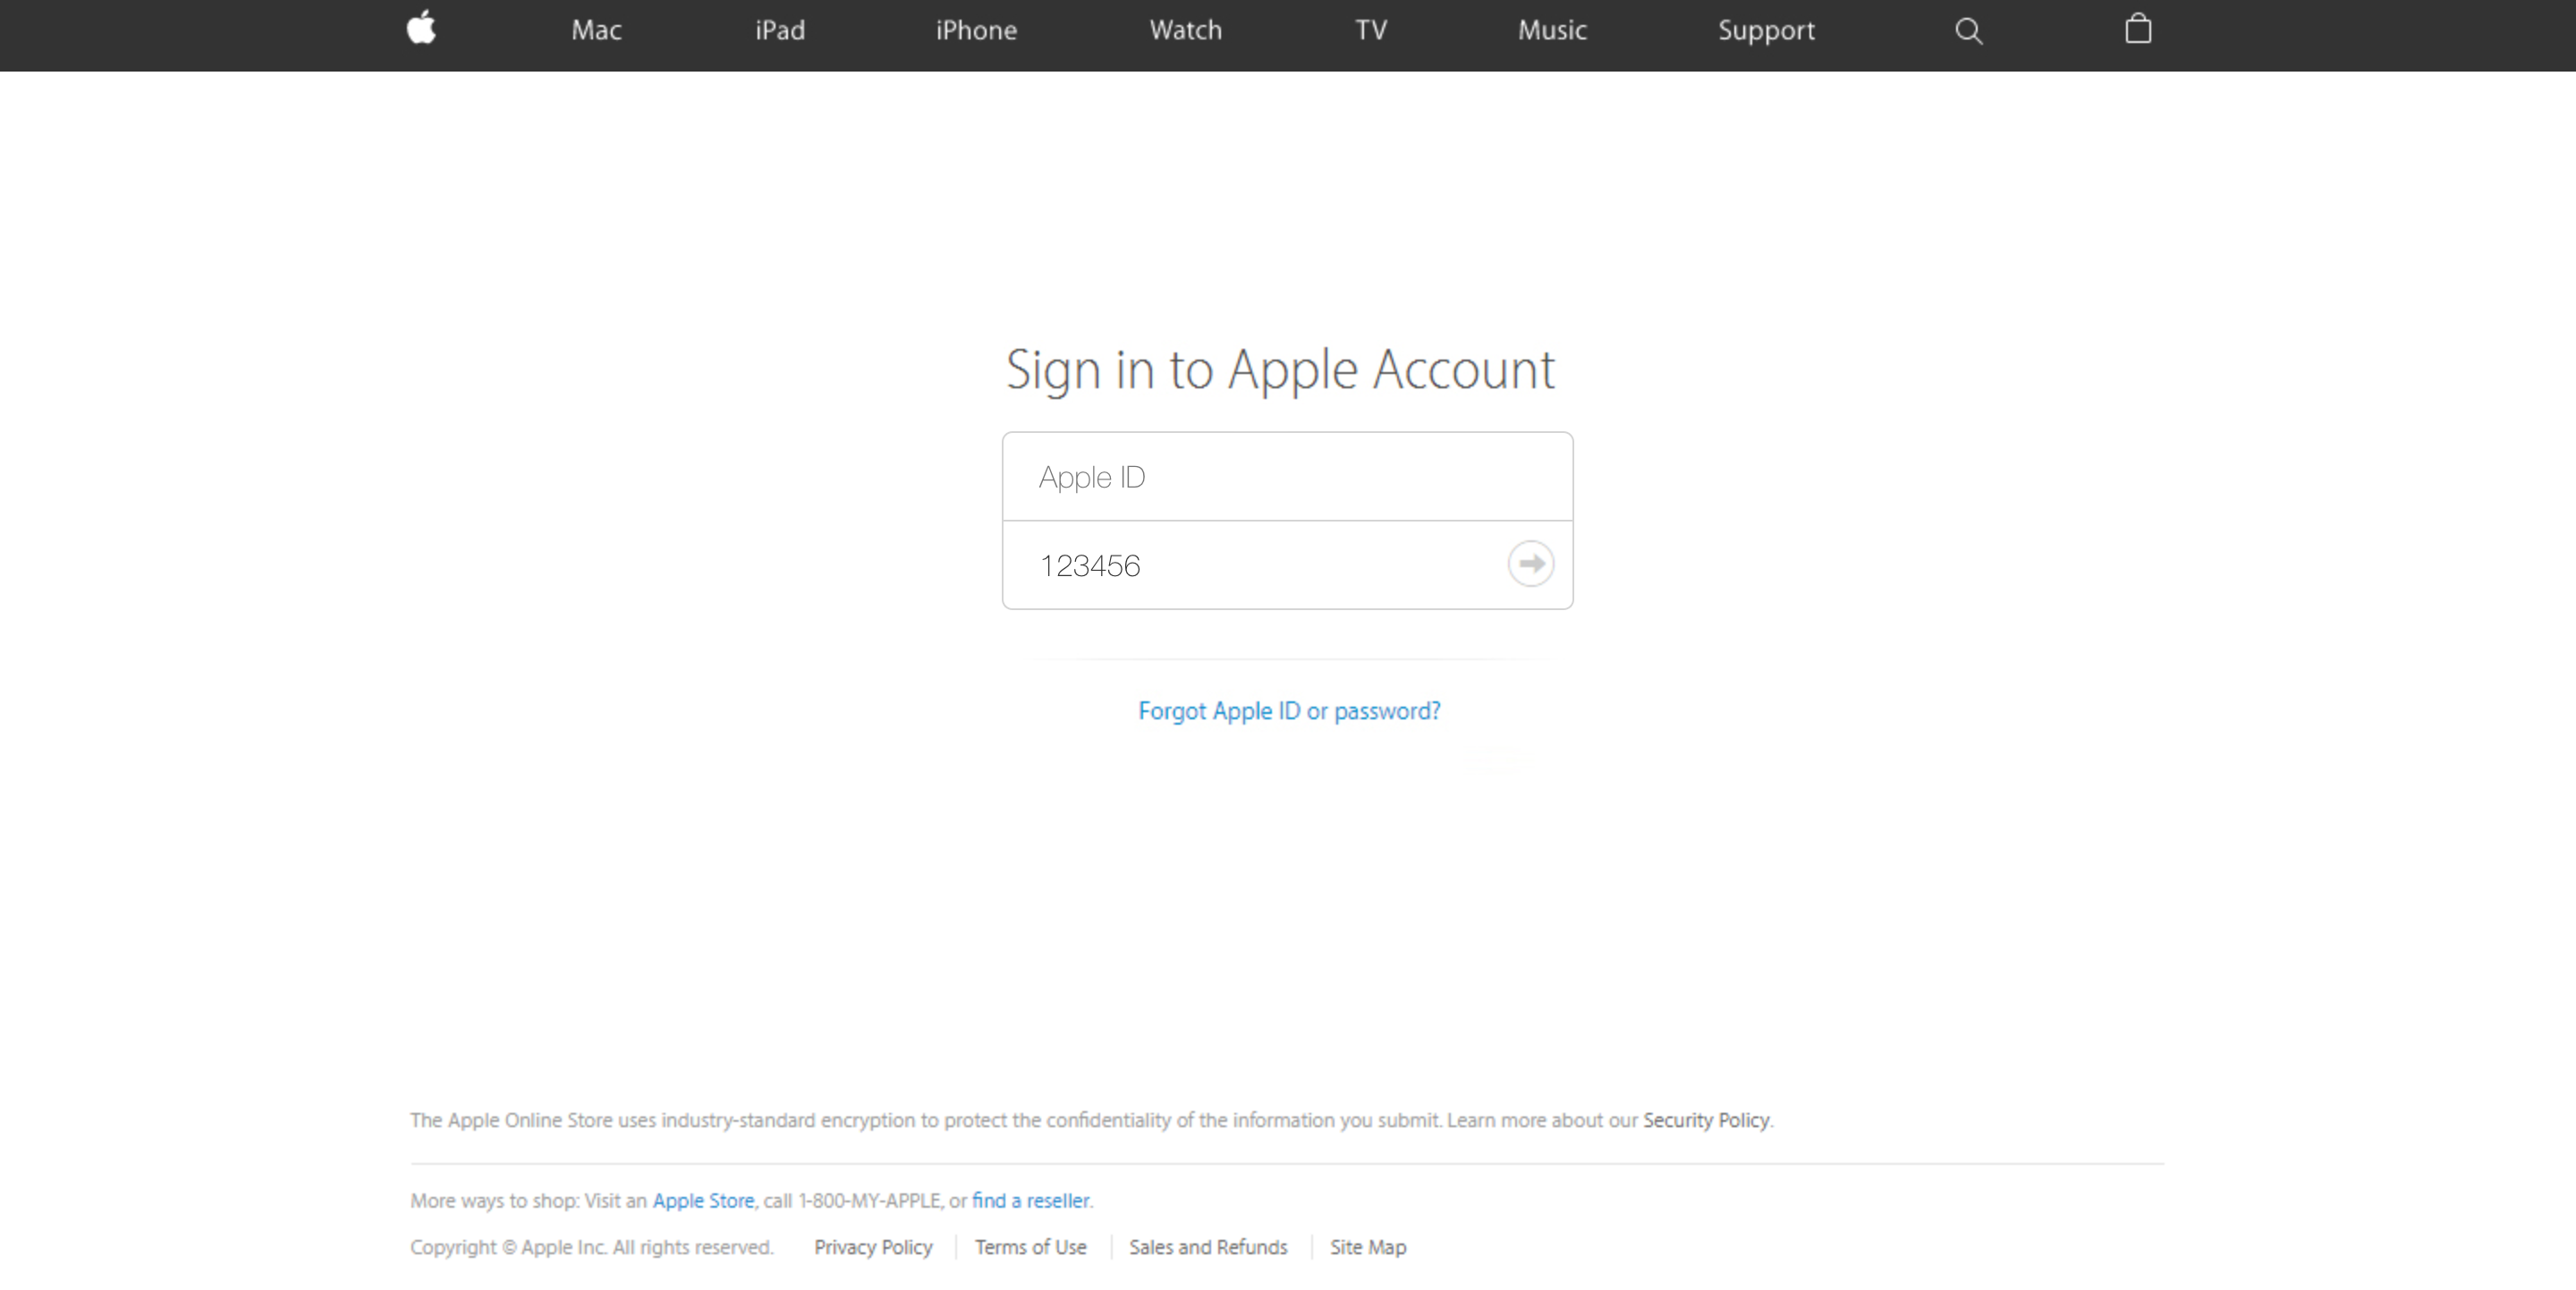 Mac iPad iPhone Watch TV Music Support
Sign in to Apple Account
Apple ID
123456
Forgot Apple ID or password?
The Apple Online Store uses industry-standard encryption to protect the confidentiality of the information you submit. Learn more about our Security Policy.
More ways to shop: Visit an Apple Store, call 1-800-MY-APPLE, or find a reseller.
Copyright © Apple Inc. All rights reserved. Privacy Policy Terms of Use Sales and Refunds Site Map